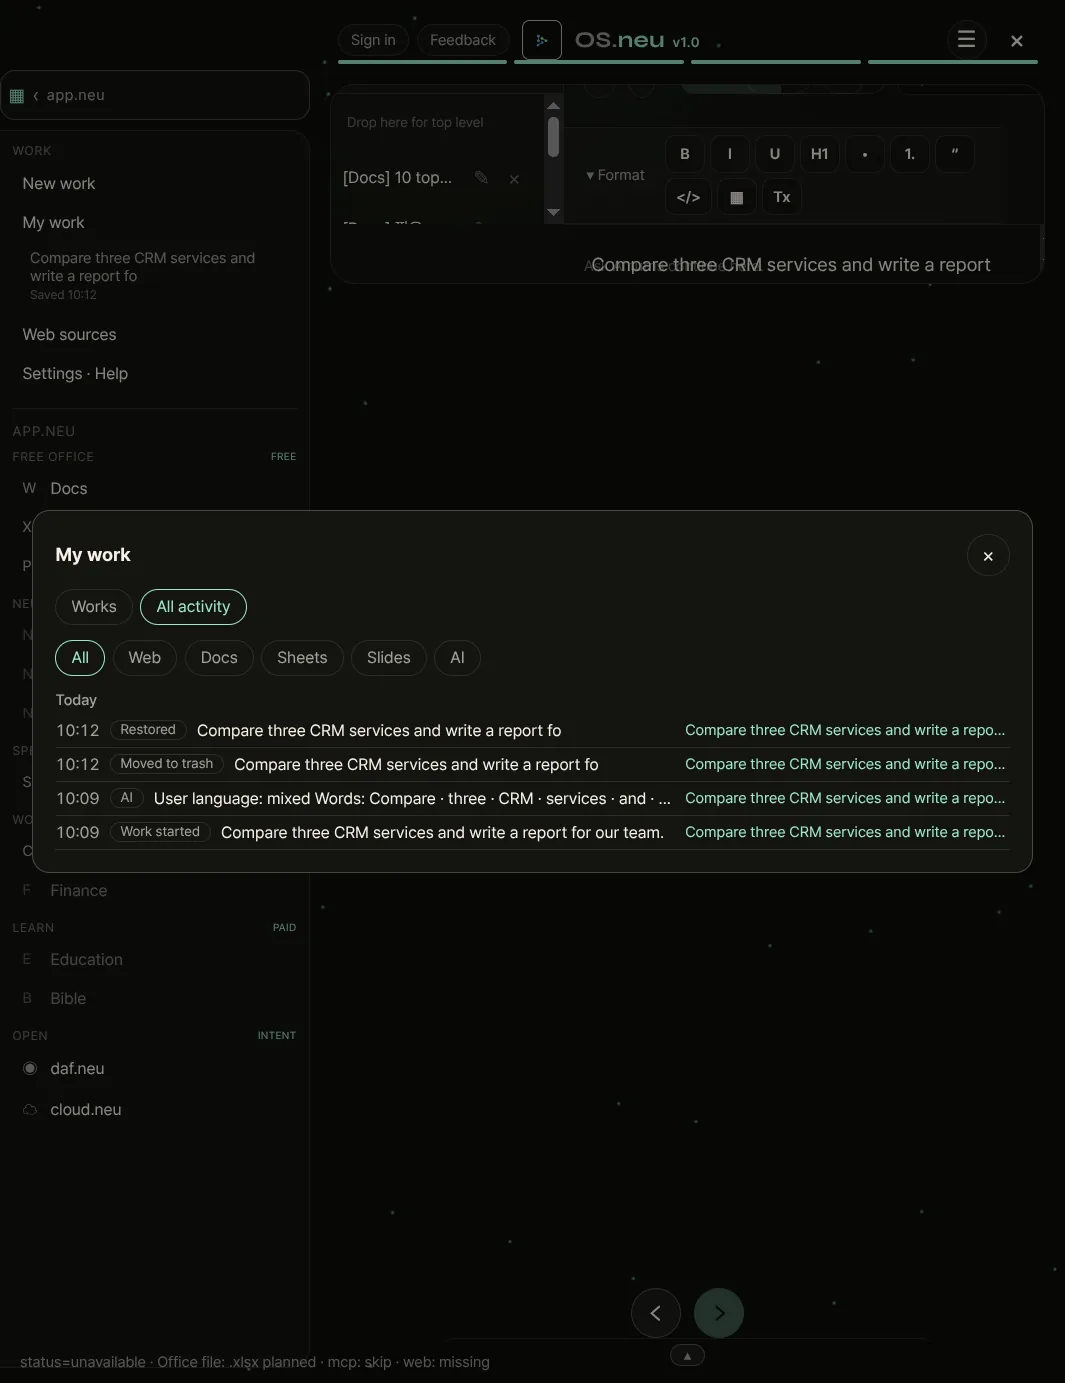 Sign in
Feedback
OS.neu v1.0
‹ app.neu
WORK
New work
My work
Compare three CRM services and
write a report fo
Saved 10:12
Web sources
Settings · Help
APP.NEU
FREE OFFICE FREE
W Docs
X
P
N
N
N
S
C
F Finance
LEARN PAID
E Education
B Bible
OPEN INTENT
daf.neu
cloud.neu
Drop here for top level
[Docs] 10 top...
▾ Format
B I U H1 • 1. “
</> ▦ Tx
Compare three CRM services and write a report
My work
Works
All activity
All
Web
Docs
Sheets
Slides
AI
Today
10:12 Restored Compare three CRM services and write a report fo Compare three CRM services and write a repo...
10:12 Moved to trash Compare three CRM services and write a report fo Compare three CRM services and write a repo...
10:09 AI User language: mixed Words: Compare · three · CRM · services · and · ... Compare three CRM services and write a repo...
10:09 Work started Compare three CRM services and write a report for our team. Compare three CRM services and write a repo...
status=unavailable · Office file: .xlsx planned · mcp: skip · web: missing